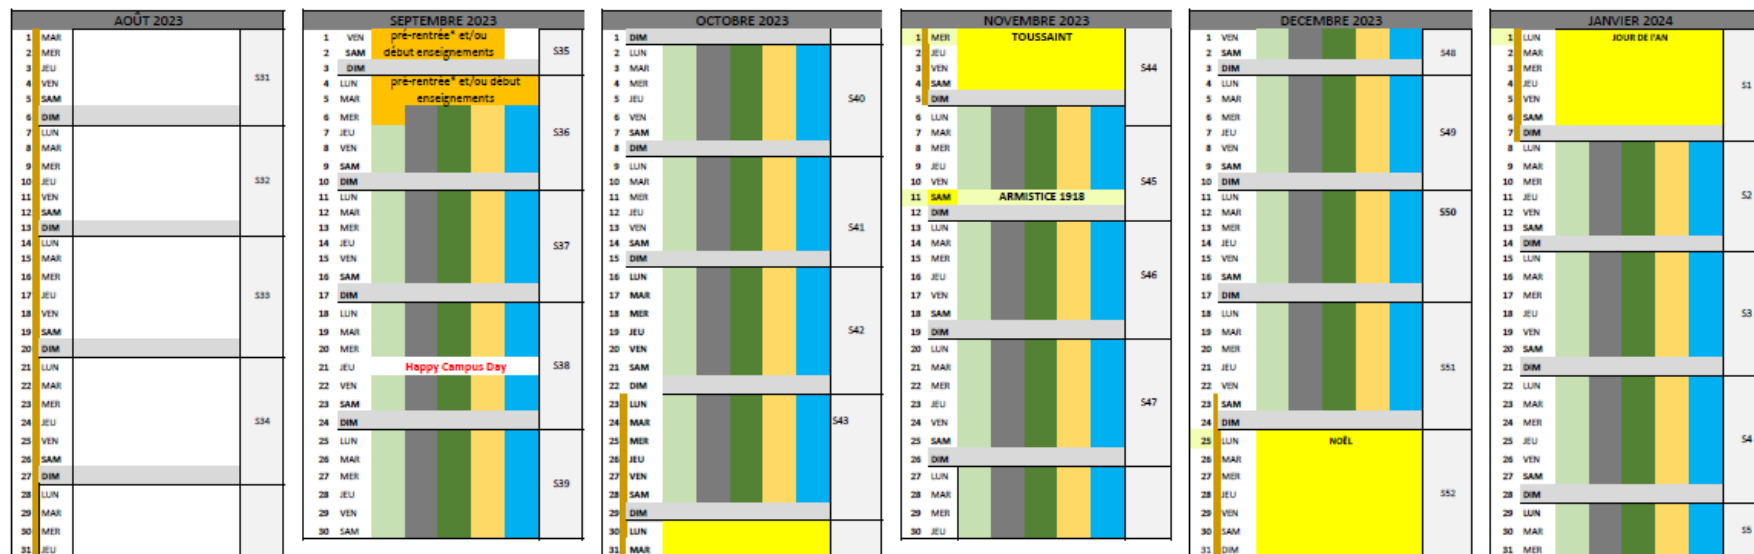 AOÛT 2023
1 MAR
2 MER
3 JEU
4 VEN
5 SAM
6 DIM
S31
7 LUN
8 MAR
9 MER
10 JEU
11 VEN
12 SAM
13 DIM
S32
14 LUN
15 MAR
16 MER
17 JEU
18 VEN
19 SAM
20 DIM
S33
21 LUN
22 MAR
23 MER
24 JEU
25 VEN
26 SAM
27 DIM
S34
28 LUN
29 MAR
30 MER
31 JEU
SEPTEMBRE 2023
1 VEN pré-rentrée* et/ou
2 SAM début enseignements
3 DIM
S35
4 LUN pré-rentrée* et/ou début
5 MAR enseignements
6 MER
7 JEU
8 VEN
9 SAM
10 DIM
S36
11 LUN
12 MAR
13 MER
14 JEU
15 VEN
16 SAM
17 DIM
S37
18 LUN
19 MAR
20 MER
21 JEU Happy Campus Day
22 VEN
23 SAM
24 DIM
S38
25 LUN
26 MAR
27 MER
28 JEU
29 VEN
30 SAM
S39
OCTOBRE 2023
1 DIM
2 LUN
3 MAR
4 MER
5 JEU
6 VEN
7 SAM
8 DIM
S40
9 LUN
10 MAR
11 MER
12 JEU
13 VEN
14 SAM
15 DIM
S41
16 LUN
17 MAR
18 MER
19 JEU
20 VEN
21 SAM
22 DIM
S42
23 LUN
24 MAR
25 MER
26 JEU
27 VEN
28 SAM
29 DIM
S43
30 LUN
31 MAR
NOVEMBRE 2023
1 MER TOUSSAINT
2 JEU
3 VEN
4 SAM
5 DIM
S44
6 LUN
7 MAR
8 MER
9 JEU
10 VEN
11 SAM ARMISTICE 1918
12 DIM
S45
13 LUN
14 MAR
15 MER
16 JEU
17 VEN
18 SAM
19 DIM
S46
20 LUN
21 MAR
22 MER
23 JEU
24 VEN
25 SAM
26 DIM
S47
27 LUN
28 MAR
29 MER
30 JEU
DECEMBRE 2023
1 VEN
2 SAM
3 DIM
S48
4 LUN
5 MAR
6 MER
7 JEU
8 VEN
9 SAM
10 DIM
S49
11 LUN
12 MAR
13 MER
14 JEU
15 VEN
16 SAM
17 DIM
S50
18 LUN
19 MAR
20 MER
21 JEU
22 VEN
23 SAM
24 DIM
S51
25 LUN NOËL
26 MAR
27 MER
28 JEU
29 VEN
30 SAM
31 DIM
S52
JANVIER 2024
1 LUN JOUR DE l'AN
2 MAR
3 MER
4 JEU
5 VEN
6 SAM
7 DIM
S1
8 LUN
9 MAR
10 MER
11 JEU
12 VEN
13 SAM
14 DIM
S2
15 LUN
16 MAR
17 MER
18 JEU
19 VEN
20 SAM
21 DIM
S3
22 LUN
23 MAR
24 MER
25 JEU
26 VEN
27 SAM
28 DIM
S4
29 LUN
30 MAR
31 MER
S5